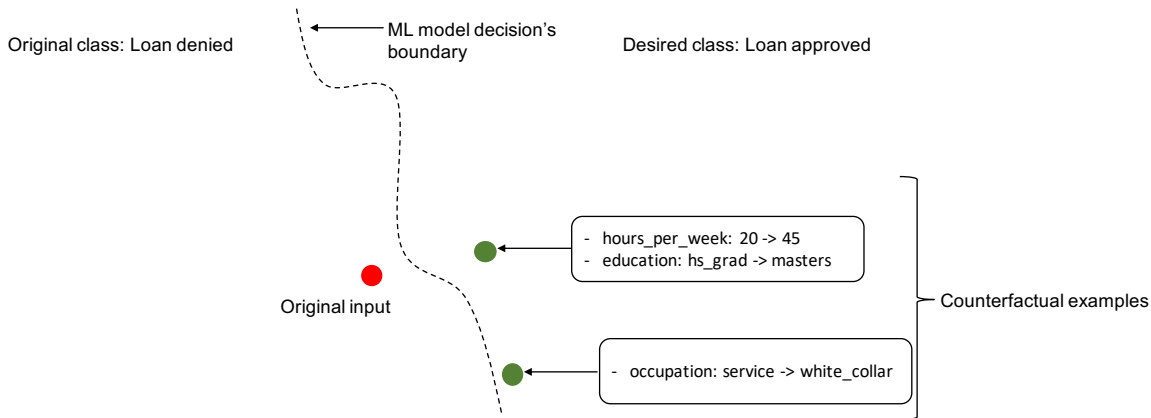 Original class: Loan denied
ML model decision's
boundary
Desired class: Loan approved
- hours_per_week: 20 -> 45
- education: hs_grad -> masters
Original input
Counterfactual examples
- occupation: service -> white_collar